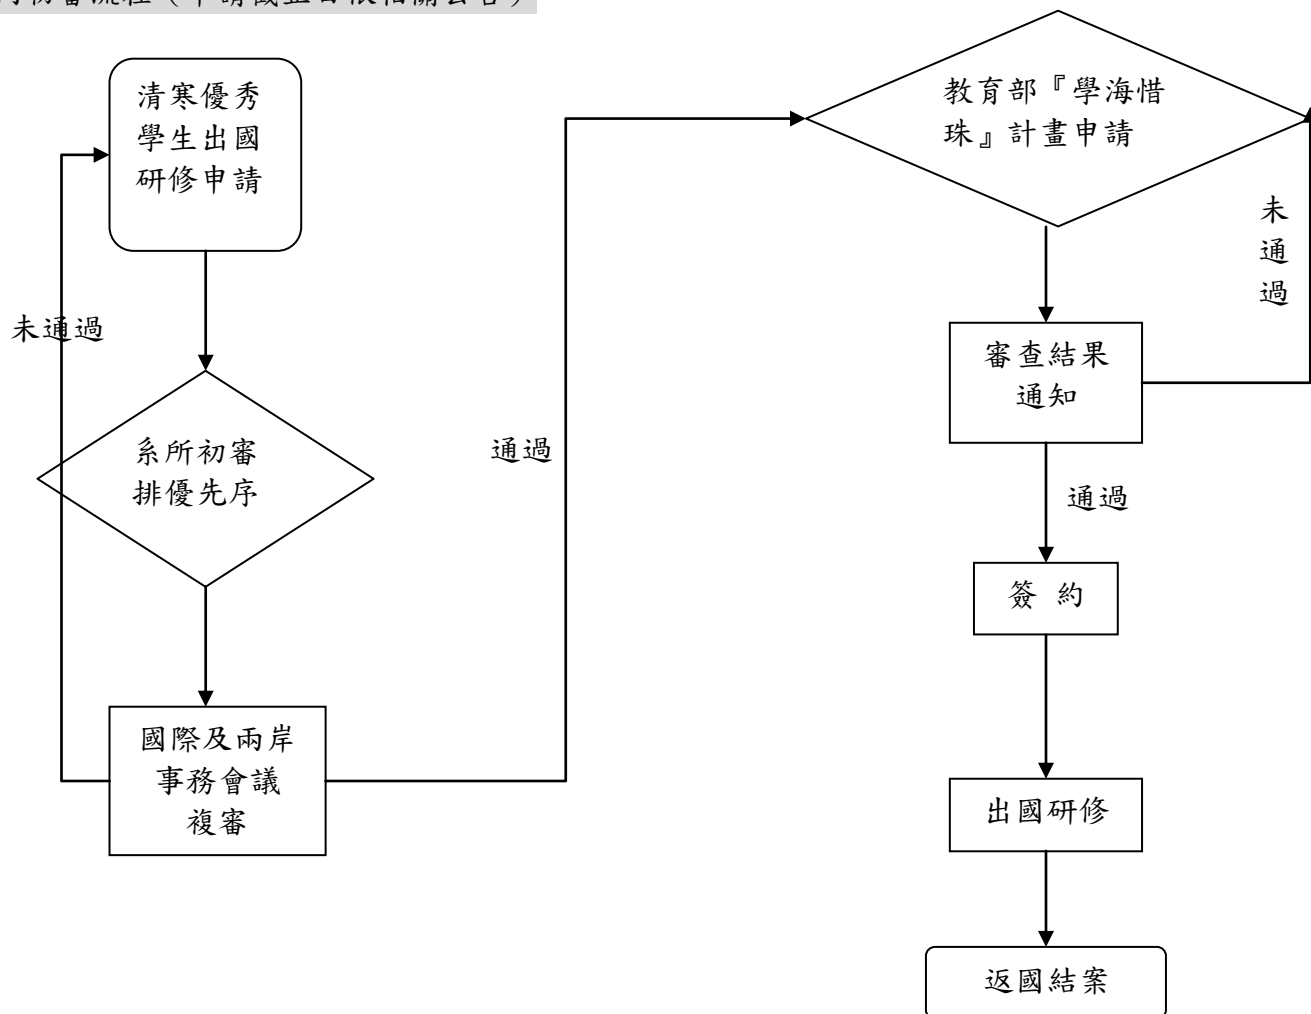 清寒優秀
學生出國
研修申請
未通過
系所初審
排優先序
國際及兩岸
事務會議
複審
通過
教育部『學海惜
珠』計畫申請
未
通
過
審查結果
通知
通過
簽 約
出國研修
返國結案